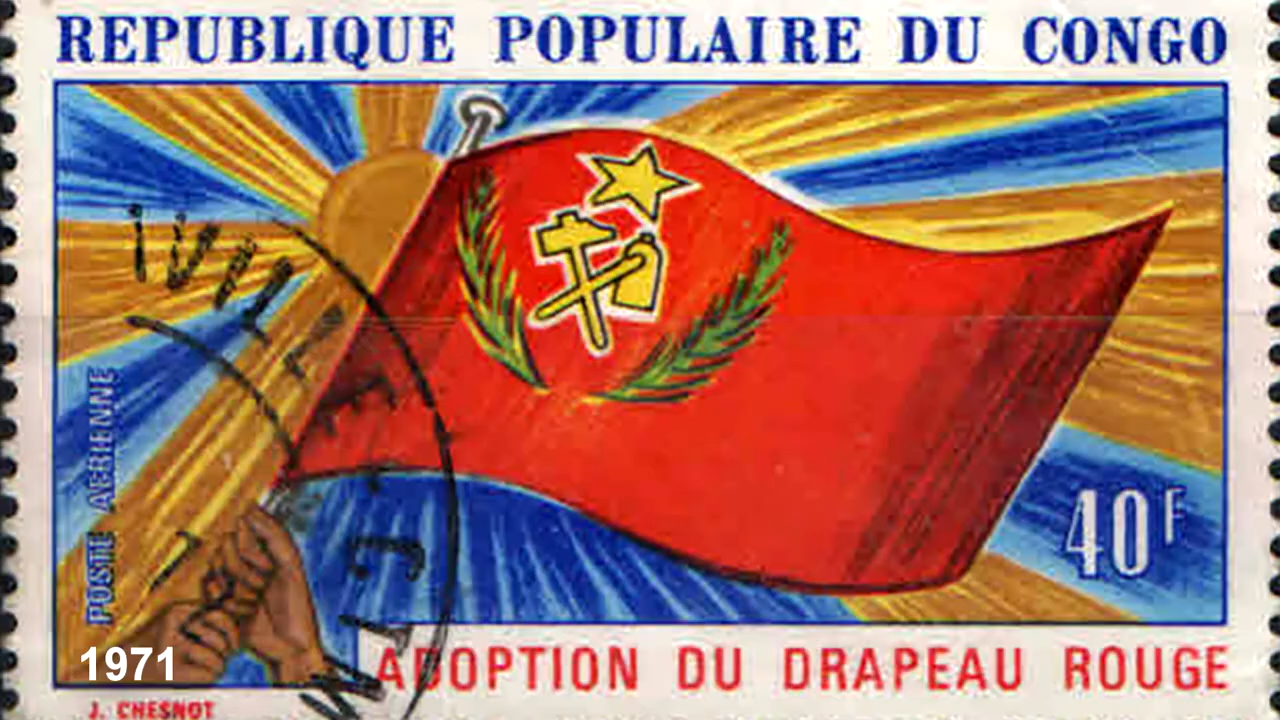 REPUBLIQUE POPULAIRE DU CONGO
POSTE AERIENNE
40F
1971
ADOPTION DU DRAPEAU ROUGE
J. CHESNOT